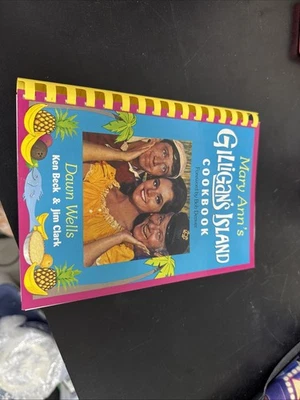 Mary Ann's
GILLIGAN'S ISLAND
COOKBOOK
Dawn Wells
Ken Beck & Jim Clark